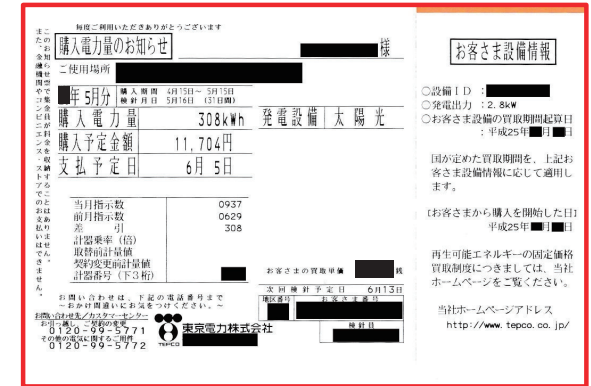 毎度ご利用いただきありがとうございます
購入電力量のお知らせ
様
ご使用場所
年 5月分 購入期間 4月15日～ 5月15日
検針月日 5月16日 (31日間)
購入電力量 308kWh
購入予定金額 11,704円
支払予定日 6月 5日
発電設備 太陽光
当月指示数 0937
前月指示数 0629
差引 308
計器乗率（倍）
取替前計量値
契約変更前計量値
計器番号（下3桁）
お客さまの買取単価 銭
次回検針予定日 6月13日
地区番号 お客さま番号
検針員
お問い合わせは、下記の電話番号まで
～おかけ間違いにお気をつけください。～
お問い合わせ先／カスタマーセンター
お引っ越し、ご契約の変更
0120-99-5771
その他の電気に関するご用件
0120-99-5772
TEPCO
東京電力株式会社
お客さま設備情報
○設備ID :
○発電出力 : 2.8kW
○お客さま設備の買取期間起算日
: 平成25年 月 日
国が定めた買取期間を、上記お
客さま設備情報に応じて適用し
ます。
[お客さまから購入を開始した日]
平成25年 月 日
再生可能エネルギーの固定価格
買取制度につきましては、当社
ホームページをご覧ください。
当社ホームページアドレス
http://www.tepco.co.jp/